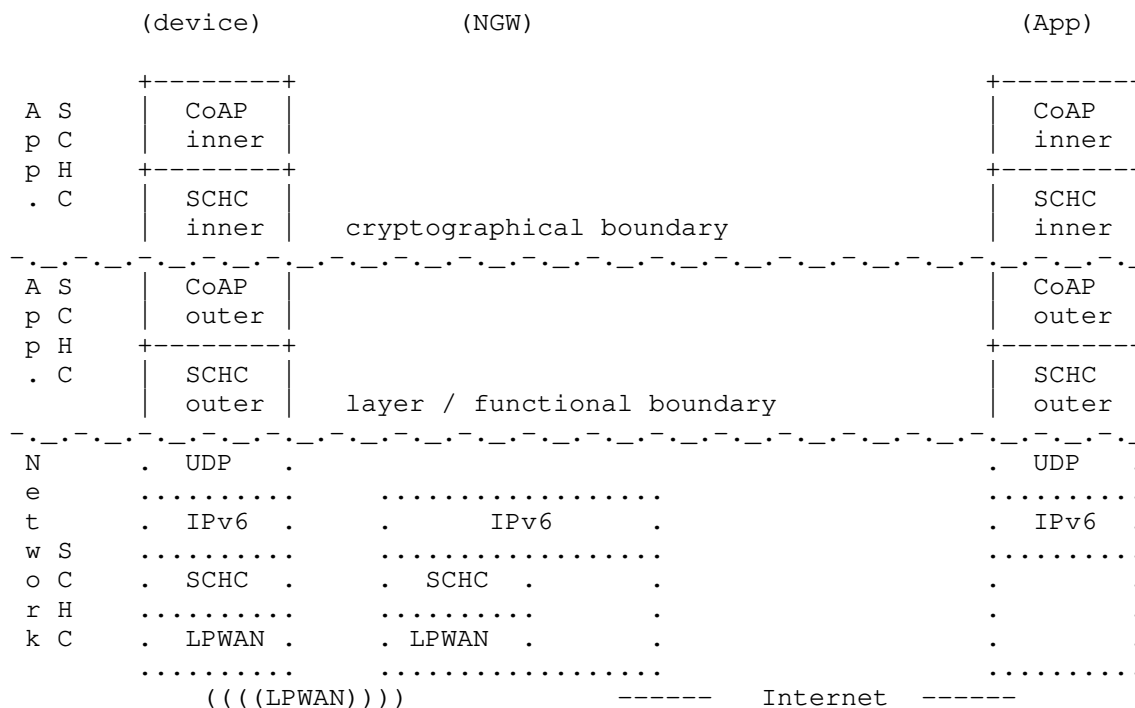 (device) (NGW) (App)
A S CoAP CoAP
p C inner inner
p H
. C SCHC SCHC
inner cryptographical boundary inner
A S CoAP CoAP
p C outer outer
p H
. C SCHC SCHC
outer layer / functional boundary outer
N UDP UDP
e
t IPv6 IPv6 IPv6
w S
o C SCHC SCHC
r H
k C LPWAN LPWAN
((((LPWAN)))) ------ Internet ------